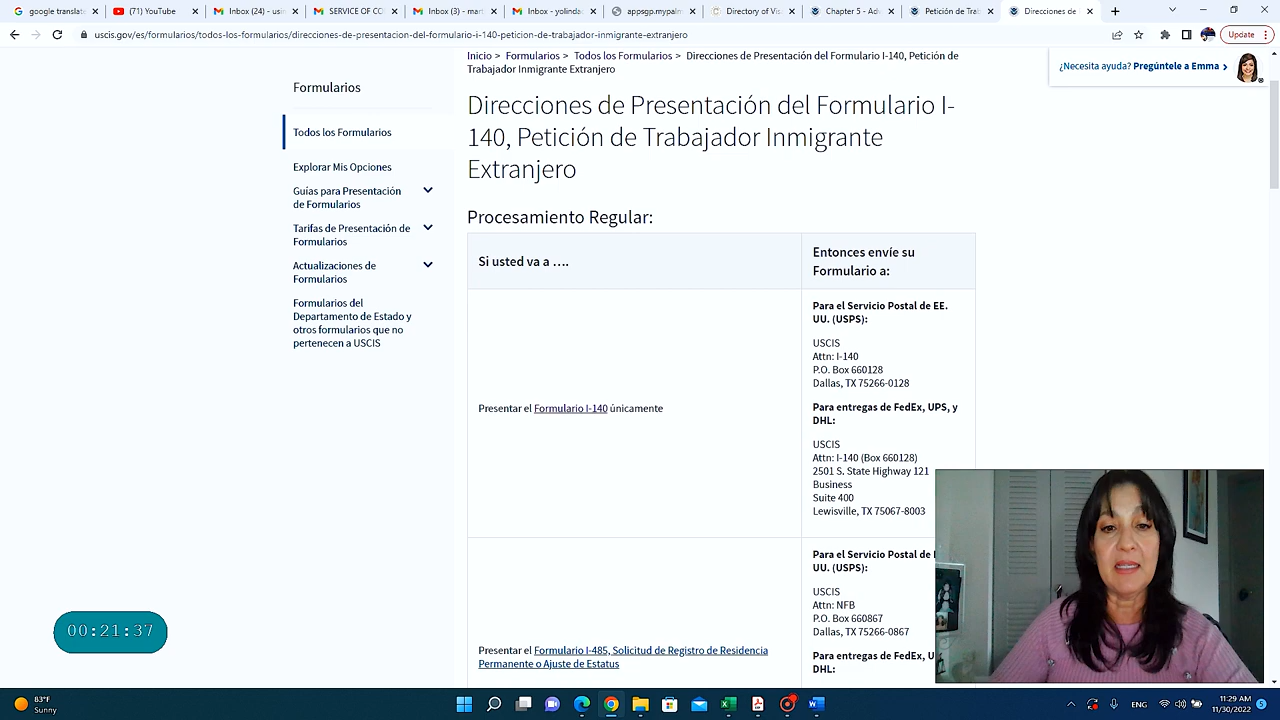 google translate
(71) YouTube
Inbox (24) - usin
SERVICE OF CO
Inbox (3) - mart
Inbox - yolindac
appsgp.mypalm
Directory of Visa
Chapter 5 - Adv
Petición de Trab
Direcciones de
uscis.gov/es/formularios/todos-los-formularios/direcciones-de-presentacion-del-formulario-i-140-peticion-de-trabajador-inmigrante-extranjero
Update
Inicio > Formularios > Todos los Formularios > Direcciones de Presentación del Formulario I-140, Petición de
Trabajador Inmigrante Extranjero
¿Necesita ayuda? Pregúntele a Emma
Formularios
Todos los Formularios
Explorar Mis Opciones
Guías para Presentación
de Formularios
Tarifas de Presentación de
Formularios
Actualizaciones de
Formularios
Formularios del
Departamento de Estado y
otros formularios que no
pertenecen a USCIS
Direcciones de Presentación del Formulario I-
140, Petición de Trabajador Inmigrante
Extranjero
Procesamiento Regular:
Si usted va a ….
Entonces envíe su
Formulario a:
Presentar el Formulario I-140 únicamente
Para el Servicio Postal de EE.
UU. (USPS):
USCIS
Attn: I-140
P.O. Box 660128
Dallas, TX 75266-0128
Para entregas de FedEx, UPS, y
DHL:
USCIS
Attn: I-140 (Box 660128)
2501 S. State Highway 121
Business
Suite 400
Lewisville, TX 75067-8003
Presentar el Formulario I-485, Solicitud de Registro de Residencia
Permanente o Ajuste de Estatus
Para el Servicio Postal de
UU. (USPS):
USCIS
Attn: NFB
P.O. Box 660867
Dallas, TX 75266-0867
Para entregas de FedEx, U
DHL:
00:21:37
83°F
Sunny
ENG
11:29 AM
11/30/2022
5